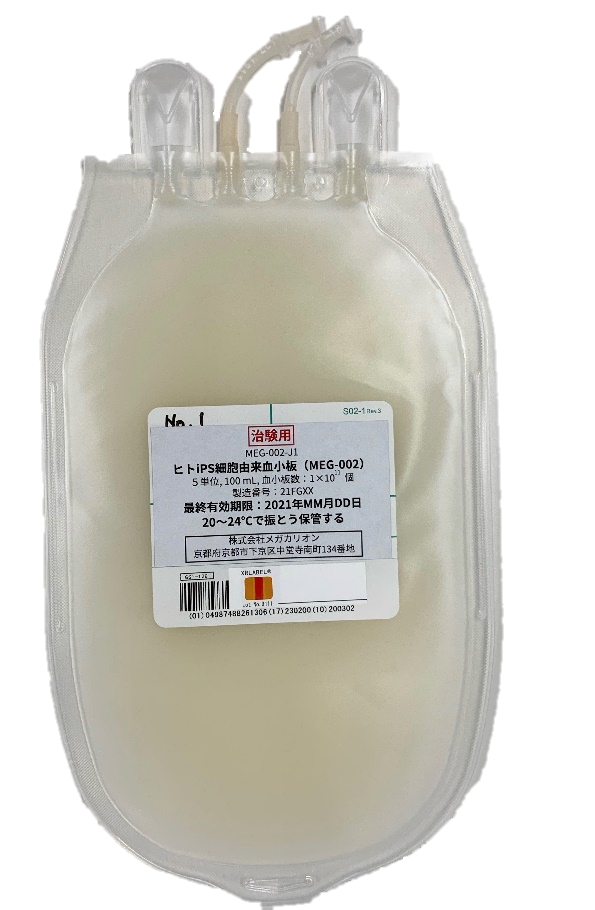 No. 1
S02-1 Rev.3
治験用
MEG-002-J1
ヒトiPS細胞由来血小板（MEG-002）
5単位, 100 mL, 血小板数：1×10¹¹ 個
製造番号：21FGXX
最終有効期限：2021年MM月DD日
20～24℃で振とう保管する
株式会社メガカリオン
京都府京都市下京区中堂寺南町134番地
XRLABEL®
(01) 04987488261306 (17) 230200 (10) 200302